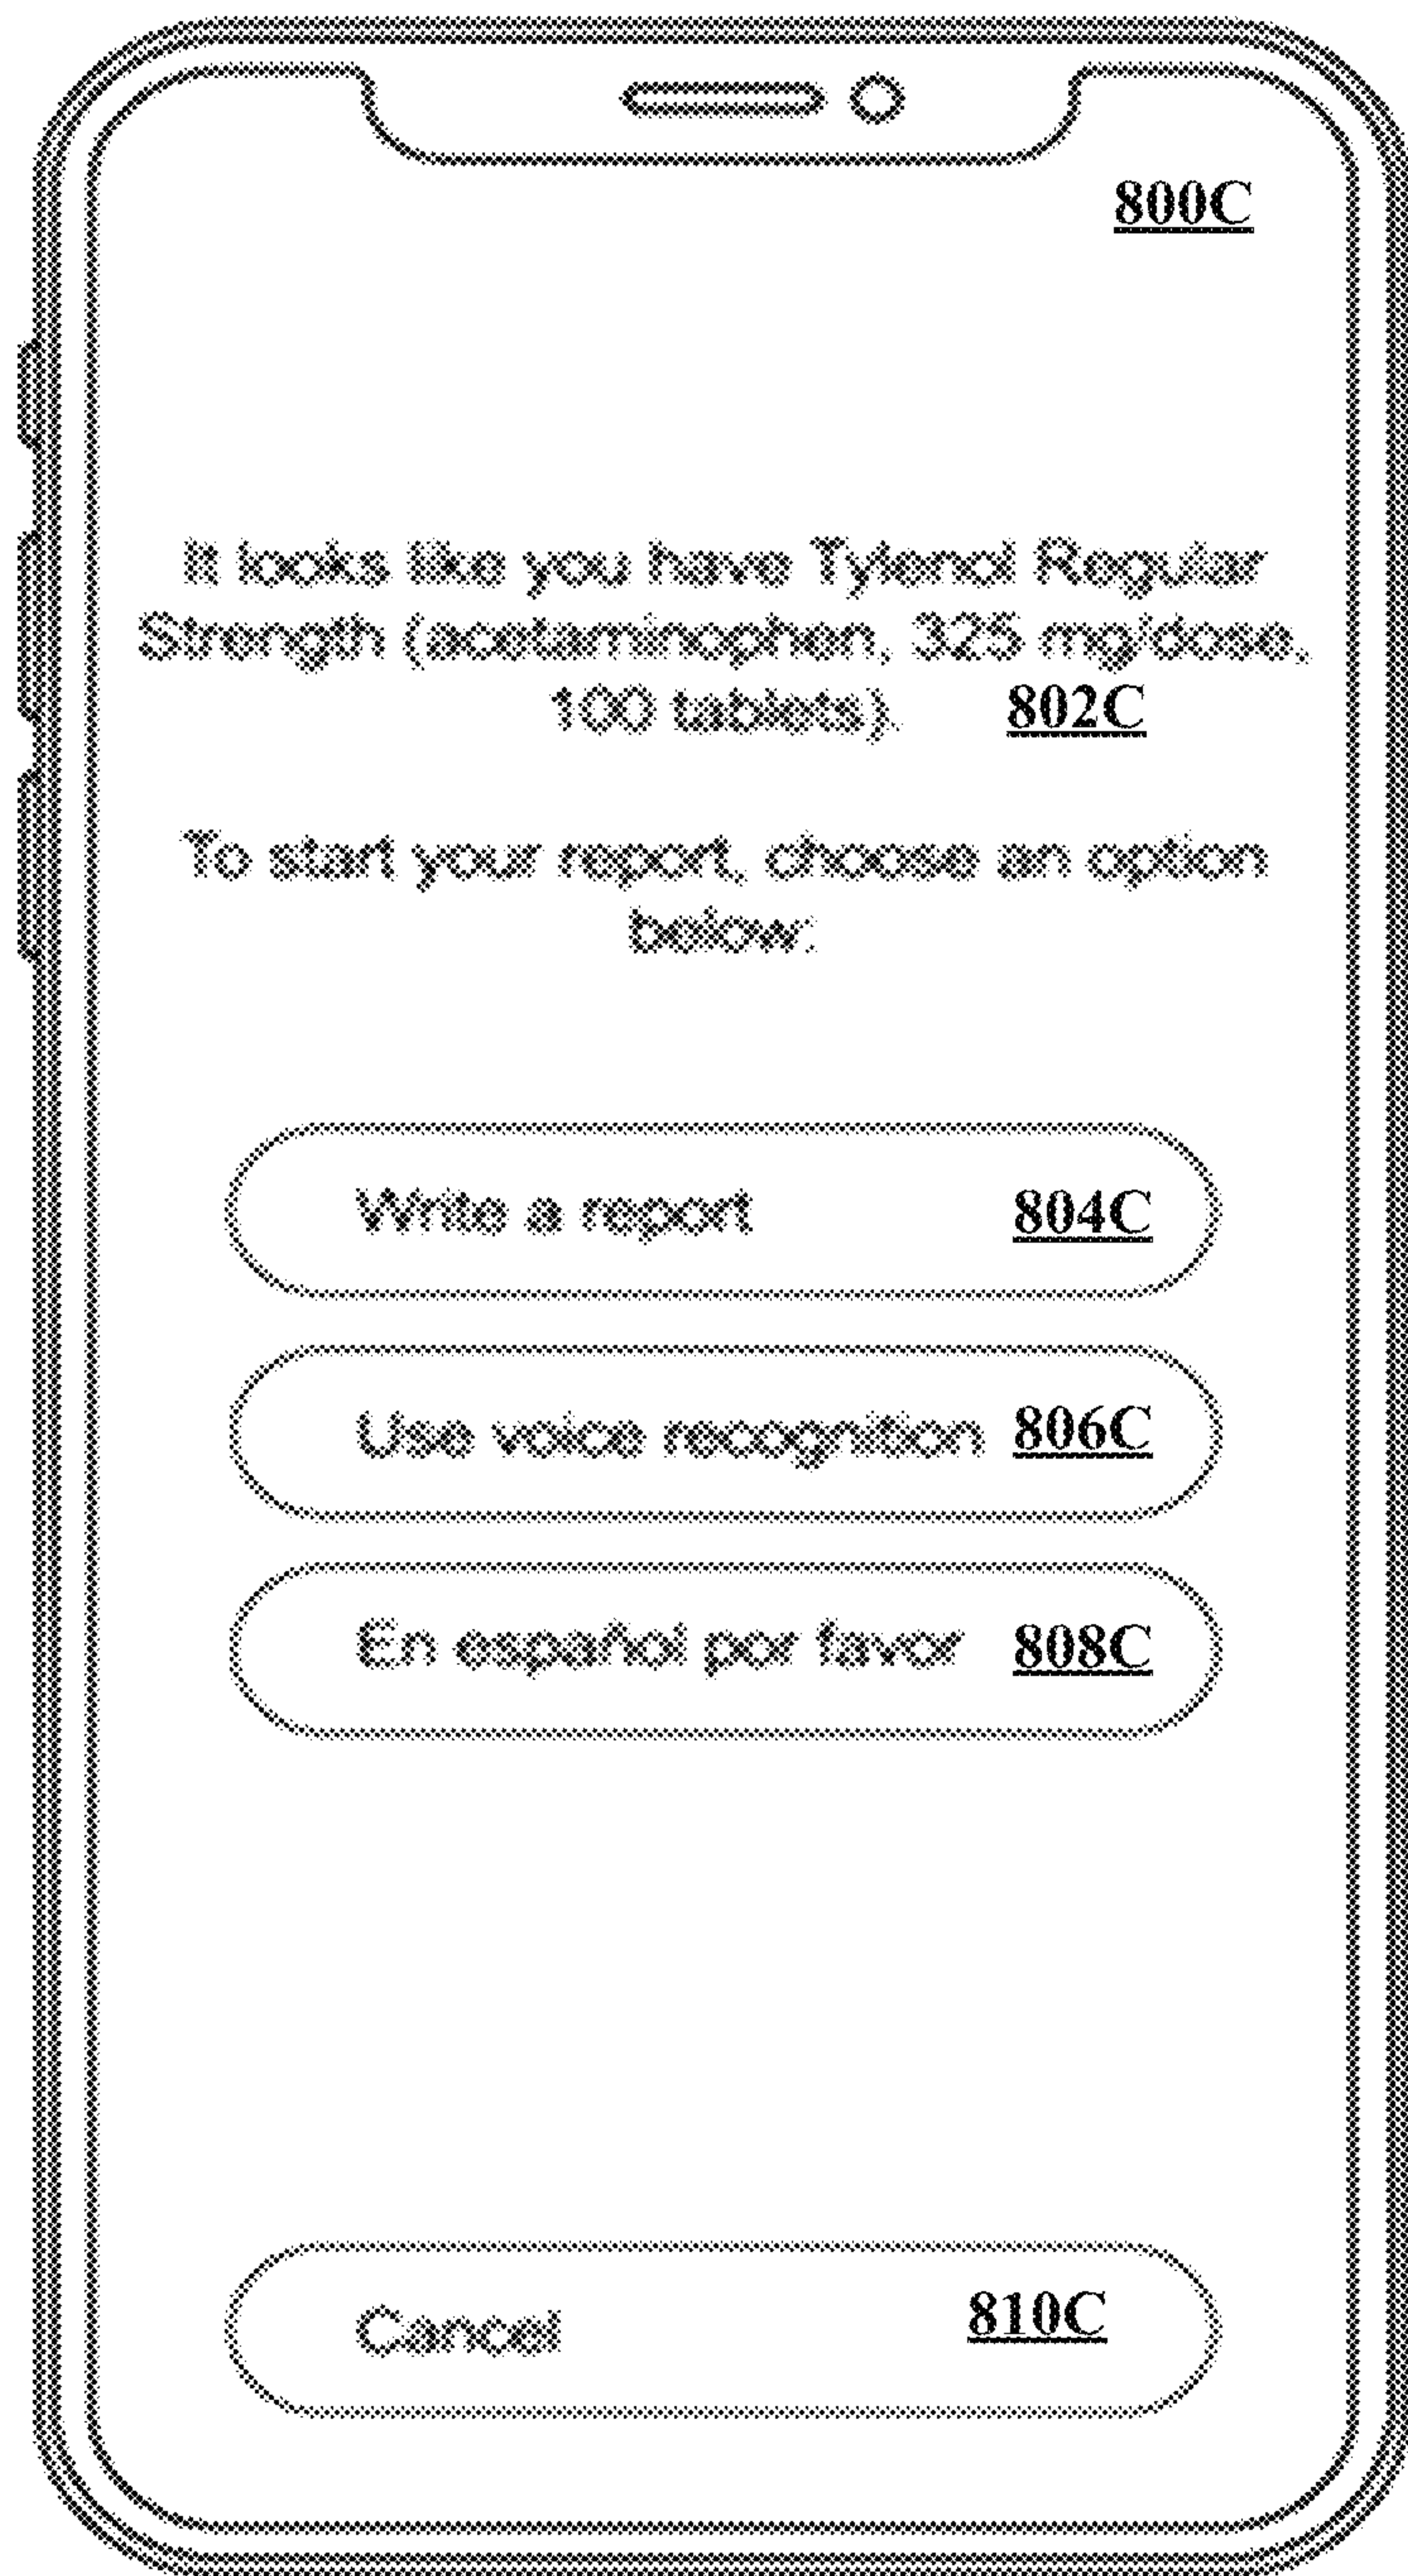 800C
It looks like you have Tylenol Regular
Strength (acetaminophen, 325 mg/dose,
100 tablets). 802C
To start your report, choose an option
below:
Write a report 804C
Use voice recognition 806C
En español por favor 808C
Cancel 810C